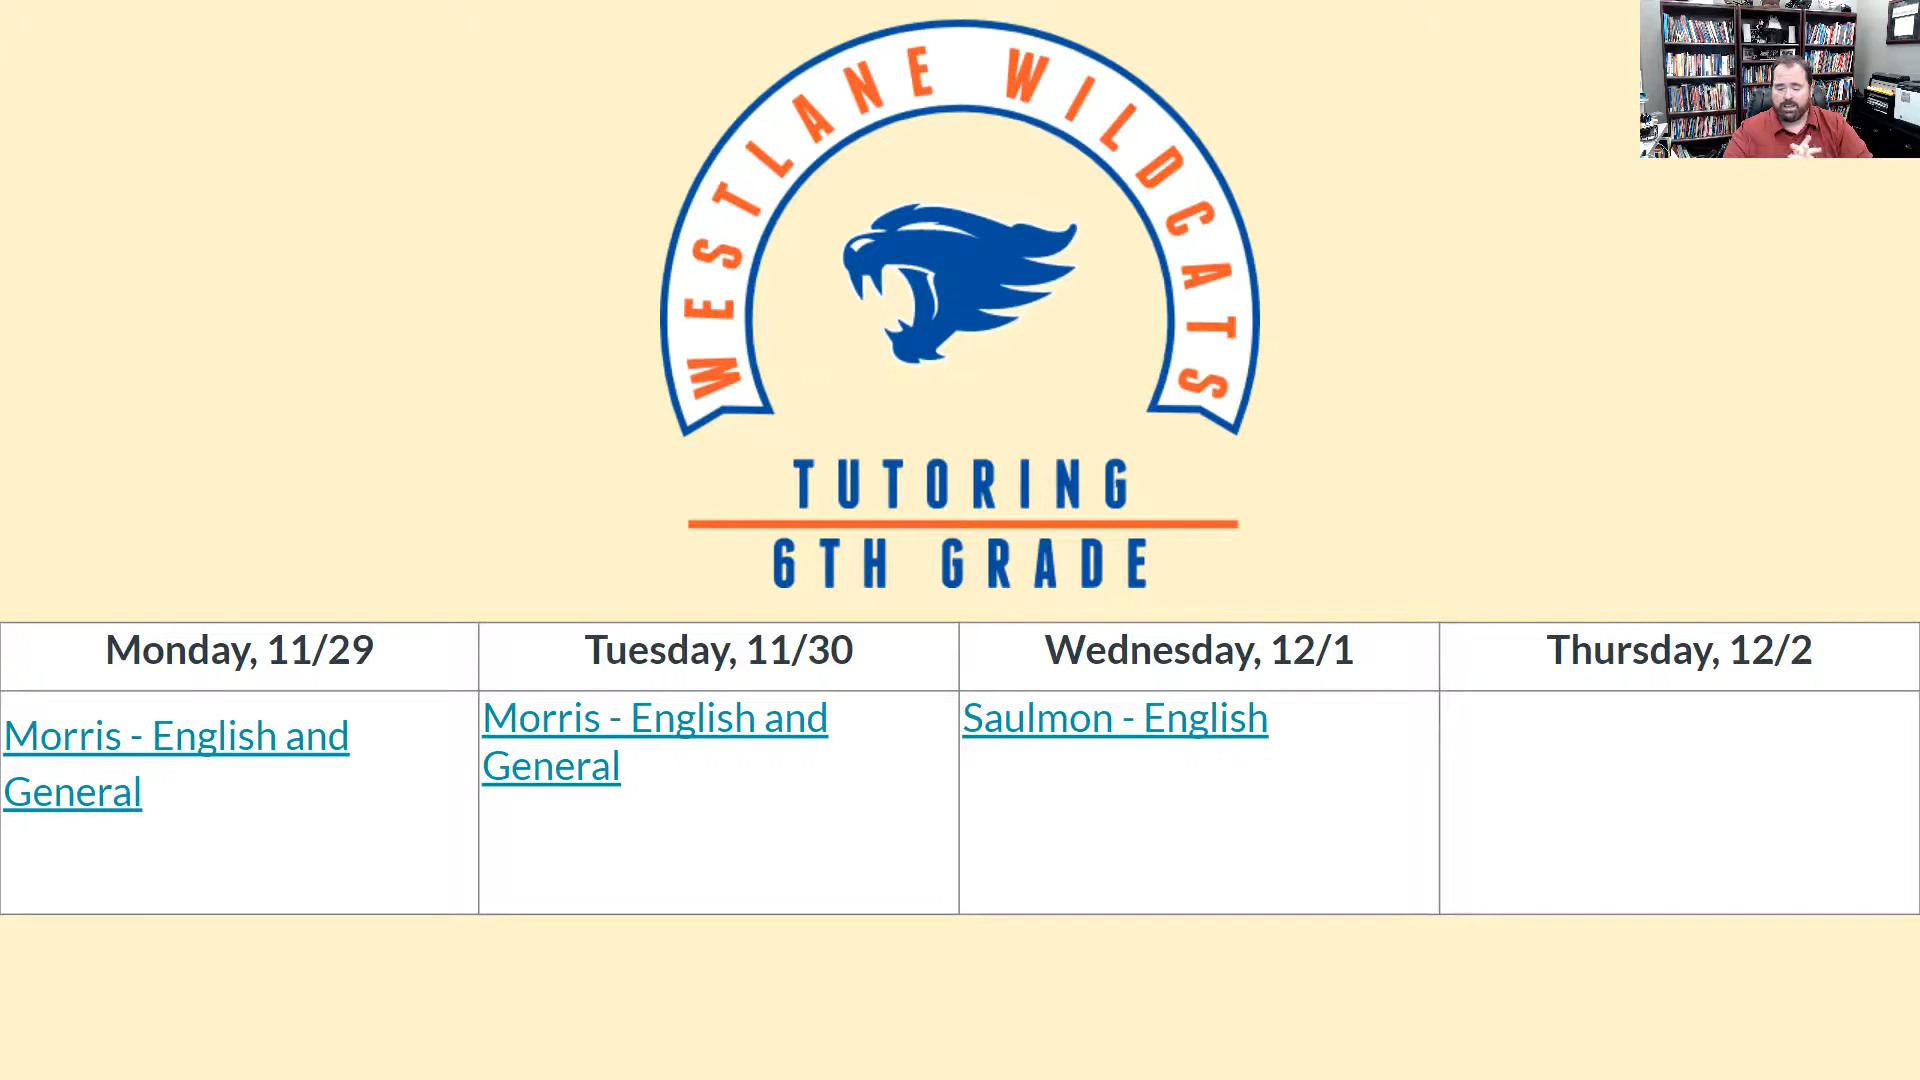 WESTLANE WILDCATS
TUTORING
6TH GRADE
Monday, 11/29
Tuesday, 11/30
Wednesday, 12/1
Thursday, 12/2
Morris - English and
General
Morris - English and
General
Saulmon - English